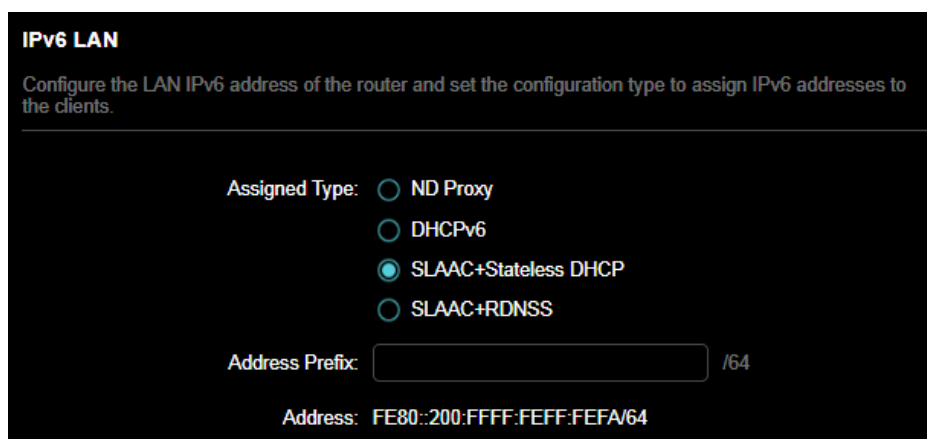 IPv6 LAN
Configure the LAN IPv6 address of the router and set the configuration type to assign IPv6 addresses to
the clients.
Assigned Type: ND Proxy
DHCPv6
SLAAC+Stateless DHCP
SLAAC+RDNSS
Address Prefix: /64
Address: FE80::200:FFFF:FEFF:FEFA/64